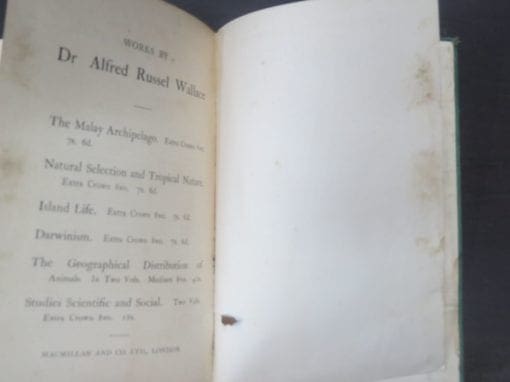 WORKS BY
Dr Alfred Russel Wallace
The Malay Archipelago. Extra Crown 8vo.
7s. 6d.
Natural Selection and Tropical Nature.
Extra Crown 8vo. 7s. 6d.
Island Life. Extra Crown 8vo. 7s. 6d.
Darwinism. Extra Crown 8vo. 7s. 6d.
The Geographical Distribution of
Animals. In Two Vols. Medium 8vo.
Studies Scientific and Social. Two Vols.
Extra Crown 8vo. 18s.
MACMILLAN AND CO. LTD., LONDON